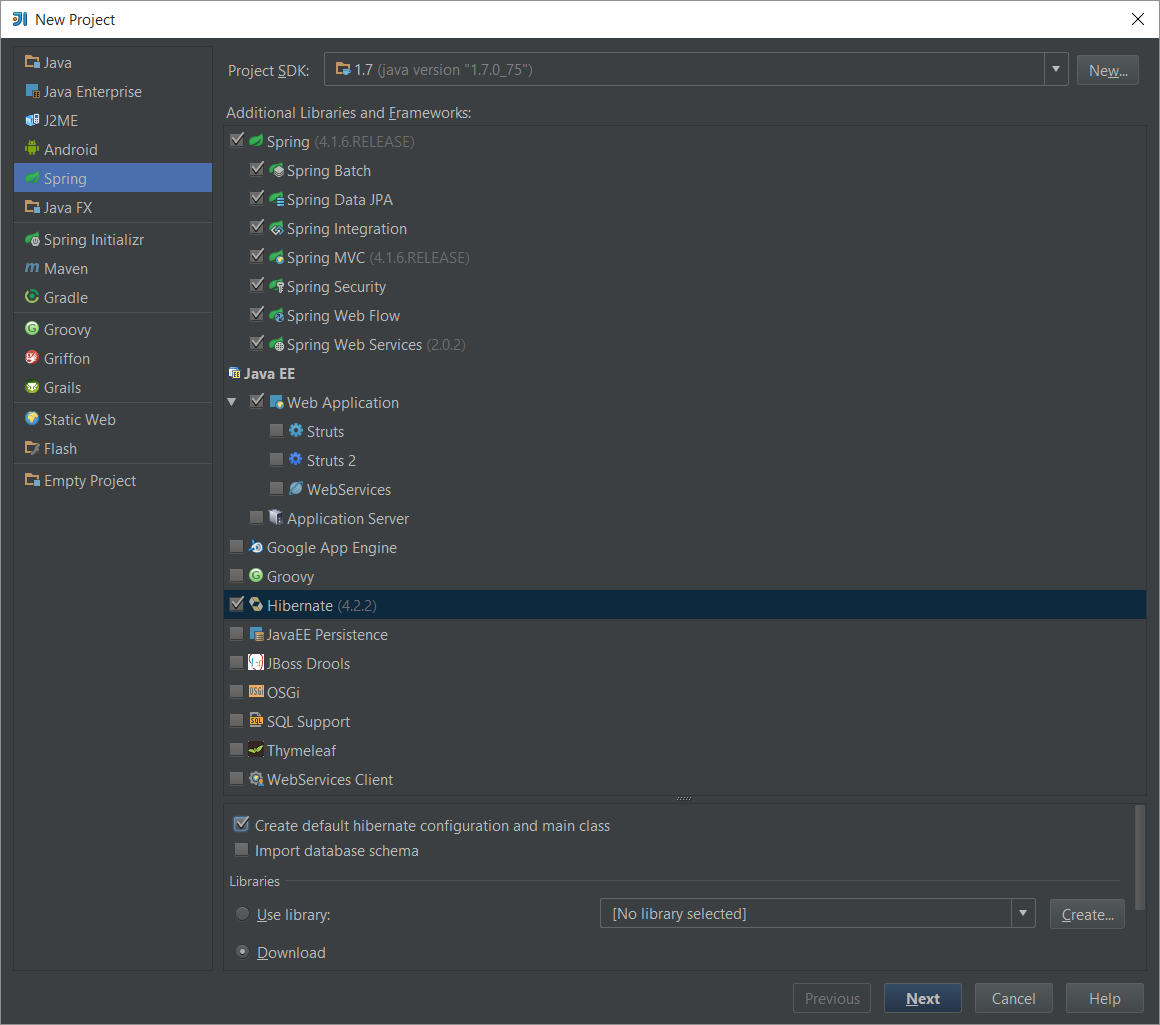 New Project
Java
Java Enterprise
J2ME
Android
Spring
Java FX
Spring Initializr
Maven
Gradle
Groovy
Griffon
Grails
Static Web
Flash
Empty Project
Project SDK: 1.7 (java version "1.7.0_75") New...
Additional Libraries and Frameworks:
Spring (4.1.6.RELEASE)
Spring Batch
Spring Data JPA
Spring Integration
Spring MVC (4.1.6.RELEASE)
Spring Security
Spring Web Flow
Spring Web Services (2.0.2)
Java EE
Web Application
Struts
Struts 2
WebServices
Application Server
Google App Engine
Groovy
Hibernate (4.2.2)
JavaEE Persistence
JBoss Drools
OSGi
SQL Support
Thymeleaf
WebServices Client
Create default hibernate configuration and main class
Import database schema
Libraries
Use library: [No library selected] Create...
Download
Previous Next Cancel Help